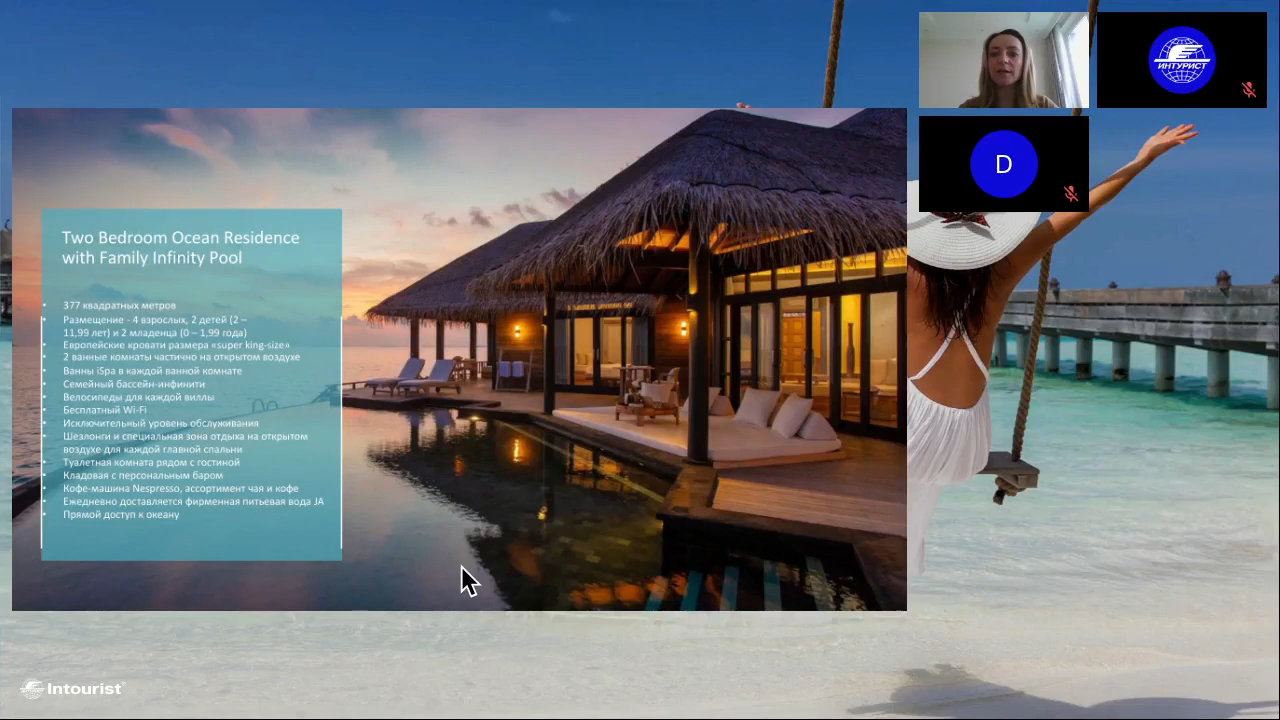 ИНТУРИСТ
D
Two Bedroom Ocean Residence
with Family Infinity Pool
• 377 квадратных метров
• Размещение - 4 взрослых, 2 детей (2 –
11,99 лет) и 2 младенца (0 – 1,99 года)
• Европейские кровати размера «super king-size»
• 2 ванные комнаты частично на открытом воздухе
• Ванны iSpa в каждой ванной комнате
• Семейный бассейн-инфинити
• Велосипеды для каждой виллы
• Бесплатный Wi-Fi
• Исключительный уровень обслуживания
• Шезлонги и специальная зона отдыха на открытом
воздухе для каждой главной спальни
• Туалетная комната рядом с гостиной
• Кладовая с персональным баром
• Кофе-машина Nespresso, ассортимент чая и кофе
• Ежедневно доставляется фирменная питьевая вода JA
• Прямой доступ к океану
Intourist